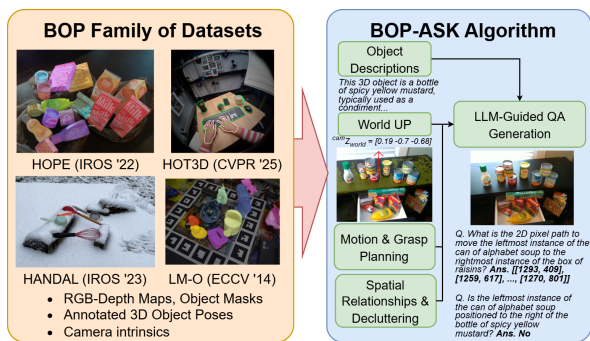 BOP Family of Datasets
HOPE (IROS '22)
HOT3D (CVPR '25)
HANDAL (IROS '23)
LM-O (ECCV '14)
• RGB-Depth Maps, Object Masks
• Annotated 3D Object Poses
• Camera intrinsics
BOP-ASK Algorithm
Object
Descriptions
This 3D object is a bottle
of spicy yellow mustard,
typically used as a
condiment...
World UP
camZworld = [0.19 -0.7 -0.68]
Motion & Grasp
Planning
Spatial
Relationships &
Decluttering
LLM-Guided QA
Generation
Q. What is the 2D pixel path to
move the leftmost instance of the
can of alphabet soup to the
rightmost instance of the box of
raisins? Ans. [[1293, 409],
[1259, 617], ..., [1270, 801]]
Q. Is the leftmost instance of
the can of alphabet soup
positioned to the right of the
bottle of spicy yellow
mustard? Ans. No